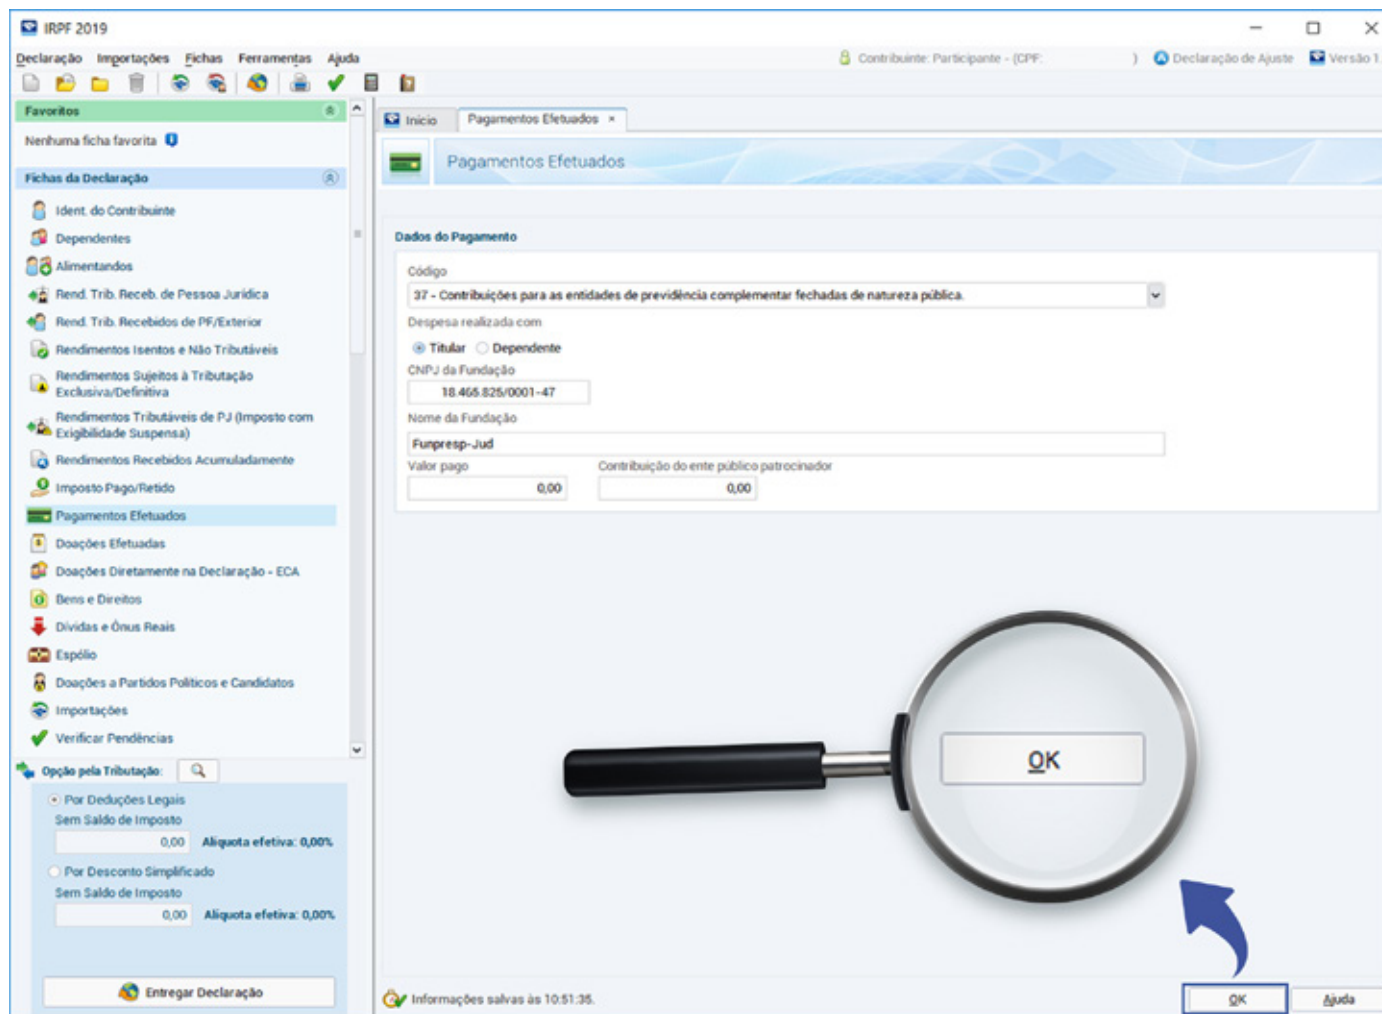 IRPF 2019
Declaração Importações Fichas Ferramentas Ajuda
Contribuinte: Participante - (CPF: ) Declaração de Ajuste Versão 1.
Favoritos
Nenhuma ficha favorita
Fichas da Declaração
Ident. do Contribuinte
Dependentes
Alimentandos
Rend. Trib. Receb. de Pessoa Jurídica
Rend. Trib. Recebidos de PF/Exterior
Rendimentos Isentos e Não Tributáveis
Rendimentos Sujeitos à Tributação
Exclusiva/Definitiva
Rendimentos Tributáveis de PJ (Imposto com
Exigibilidade Suspensa)
Rendimentos Recebidos Acumuladamente
Imposto Pago/Retido
Pagamentos Efetuados
Doações Efetuadas
Doações Diretamente na Declaração - ECA
Bens e Direitos
Dívidas e Ônus Reais
Espólio
Doações a Partidos Políticos e Candidatos
Importações
Verificar Pendências
Opção pela Tributação:
Por Deduções Legais
Sem Saldo de Imposto
0,00 Alíquota efetiva: 0,00%
Por Desconto Simplificado
Sem Saldo de Imposto
0,00 Alíquota efetiva: 0,00%
Entregar Declaração
Início Pagamentos Efetuados ×
Pagamentos Efetuados
Dados do Pagamento
Código
37 - Contribuições para as entidades de previdência complementar fechadas de natureza pública.
Despesa realizada com
Titular Dependente
CNPJ da Fundação
18.465.825/0001-47
Nome da Fundação
Funpresp-Jud
Valor pago Contribuição do ente público patrocinador
0,00 0,00
OK
Informações salvas às 10:51:35.
OK Ajuda